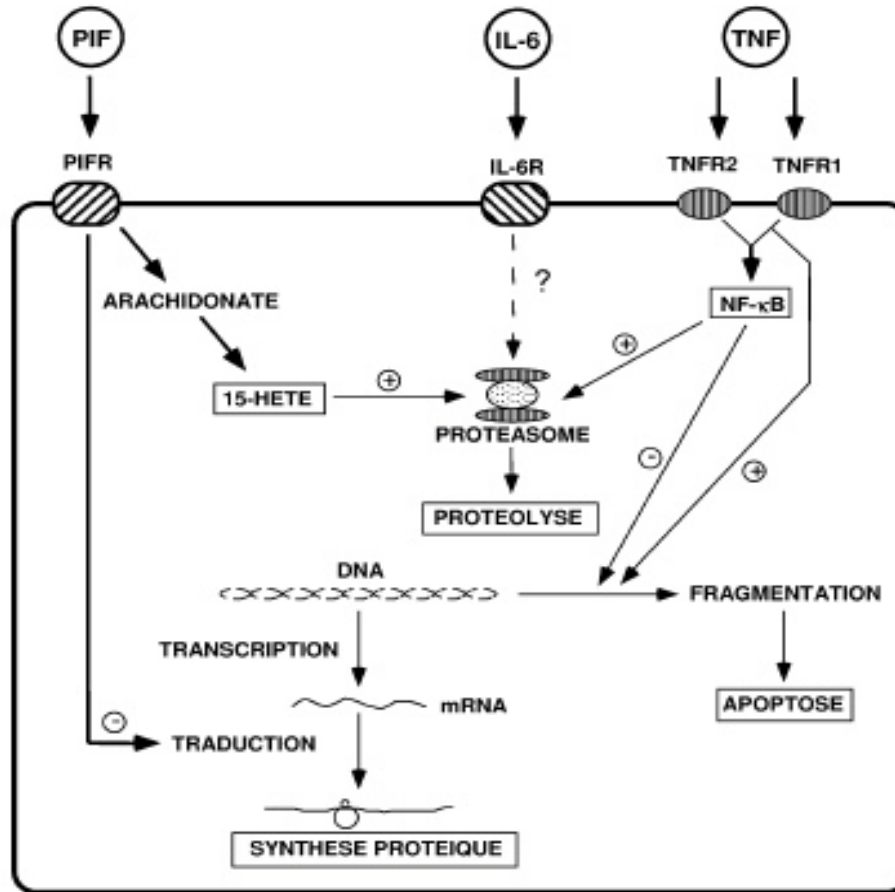 PIF
IL-6
TNF
PIFR
IL-6R
TNFR2
TNFR1
ARACHIDONATE
?
NF-κB
15-HETE
+
+
PROTEASOME
-
+
PROTEOLYSE
DNA
FRAGMENTATION
TRANSCRIPTION
mRNA
APOPTOSE
-
TRADUCTION
SYNTHESE PROTEIQUE